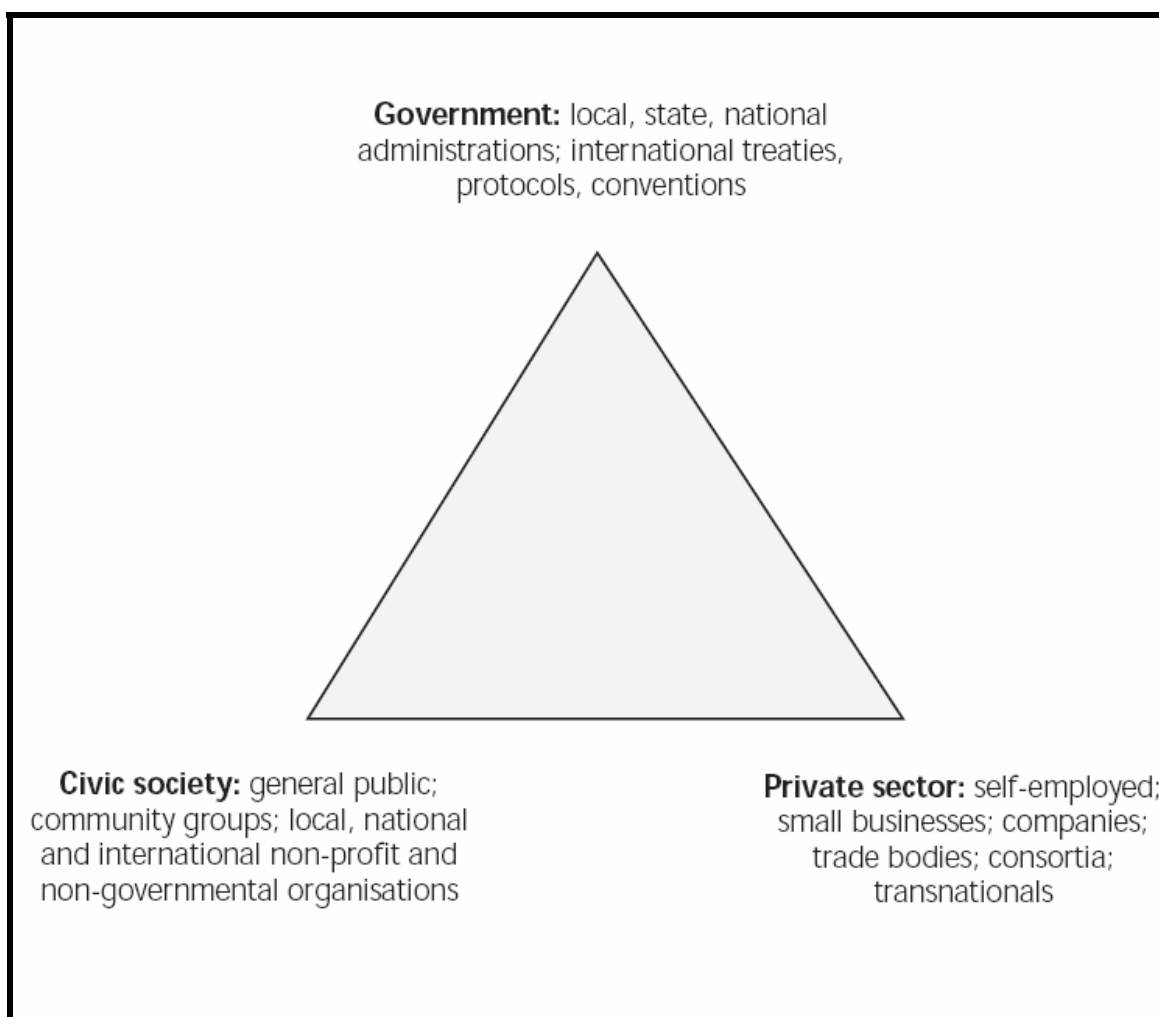 Government: local, state, national
administrations; international treaties,
protocols, conventions
Civic society: general public;
community groups; local, national
and international non-profit and
non-governmental organisations
Private sector: self-employed;
small businesses; companies;
trade bodies; consortia;
transnationals